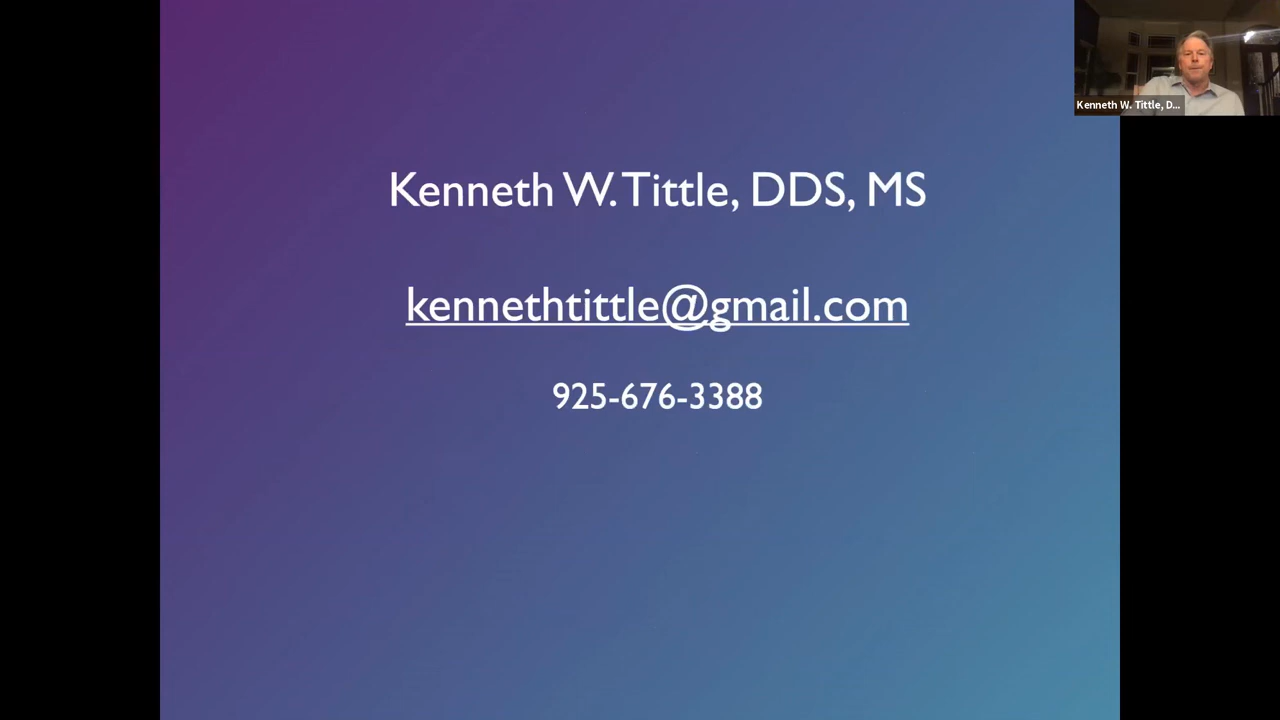 Kenneth W. Tittle, DDS, MS
kennethtittle@gmail.com
925-676-3388
Kenneth W. Tittle, D...